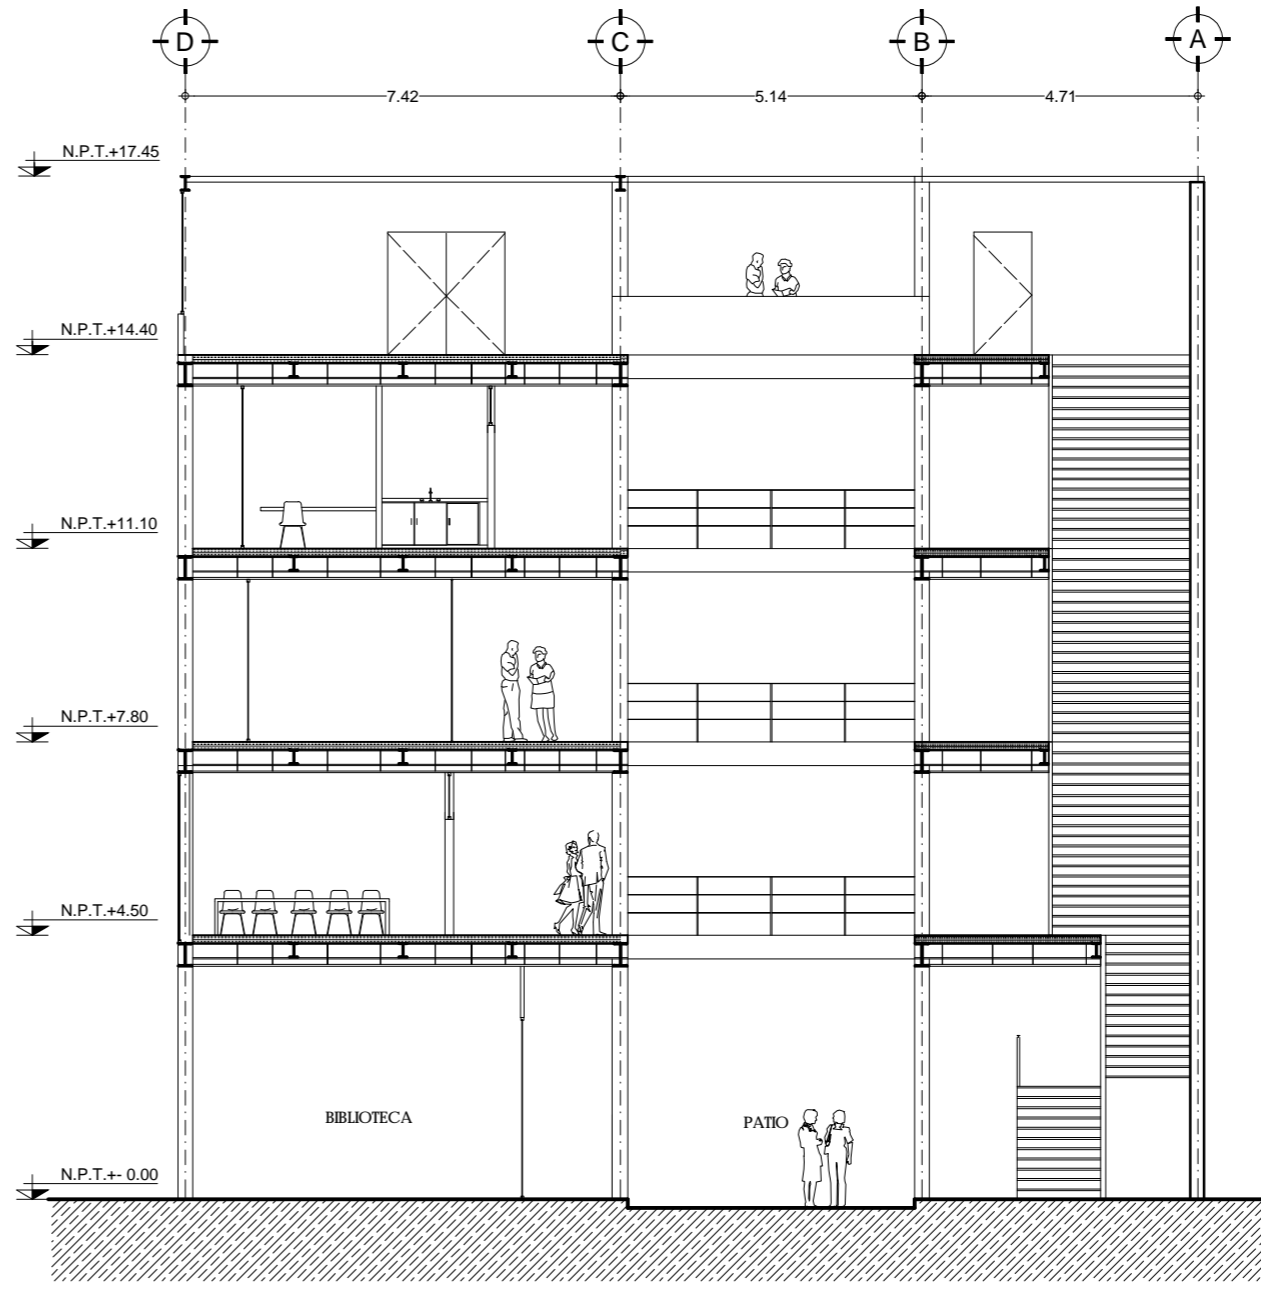 D C B A
7.42 5.14 4.71
N.P.T.+17.45
N.P.T.+14.40
N.P.T.+11.10
N.P.T.+7.80
N.P.T.+4.50
BIBLIOTECA PATIO
N.P.T.+- 0.00